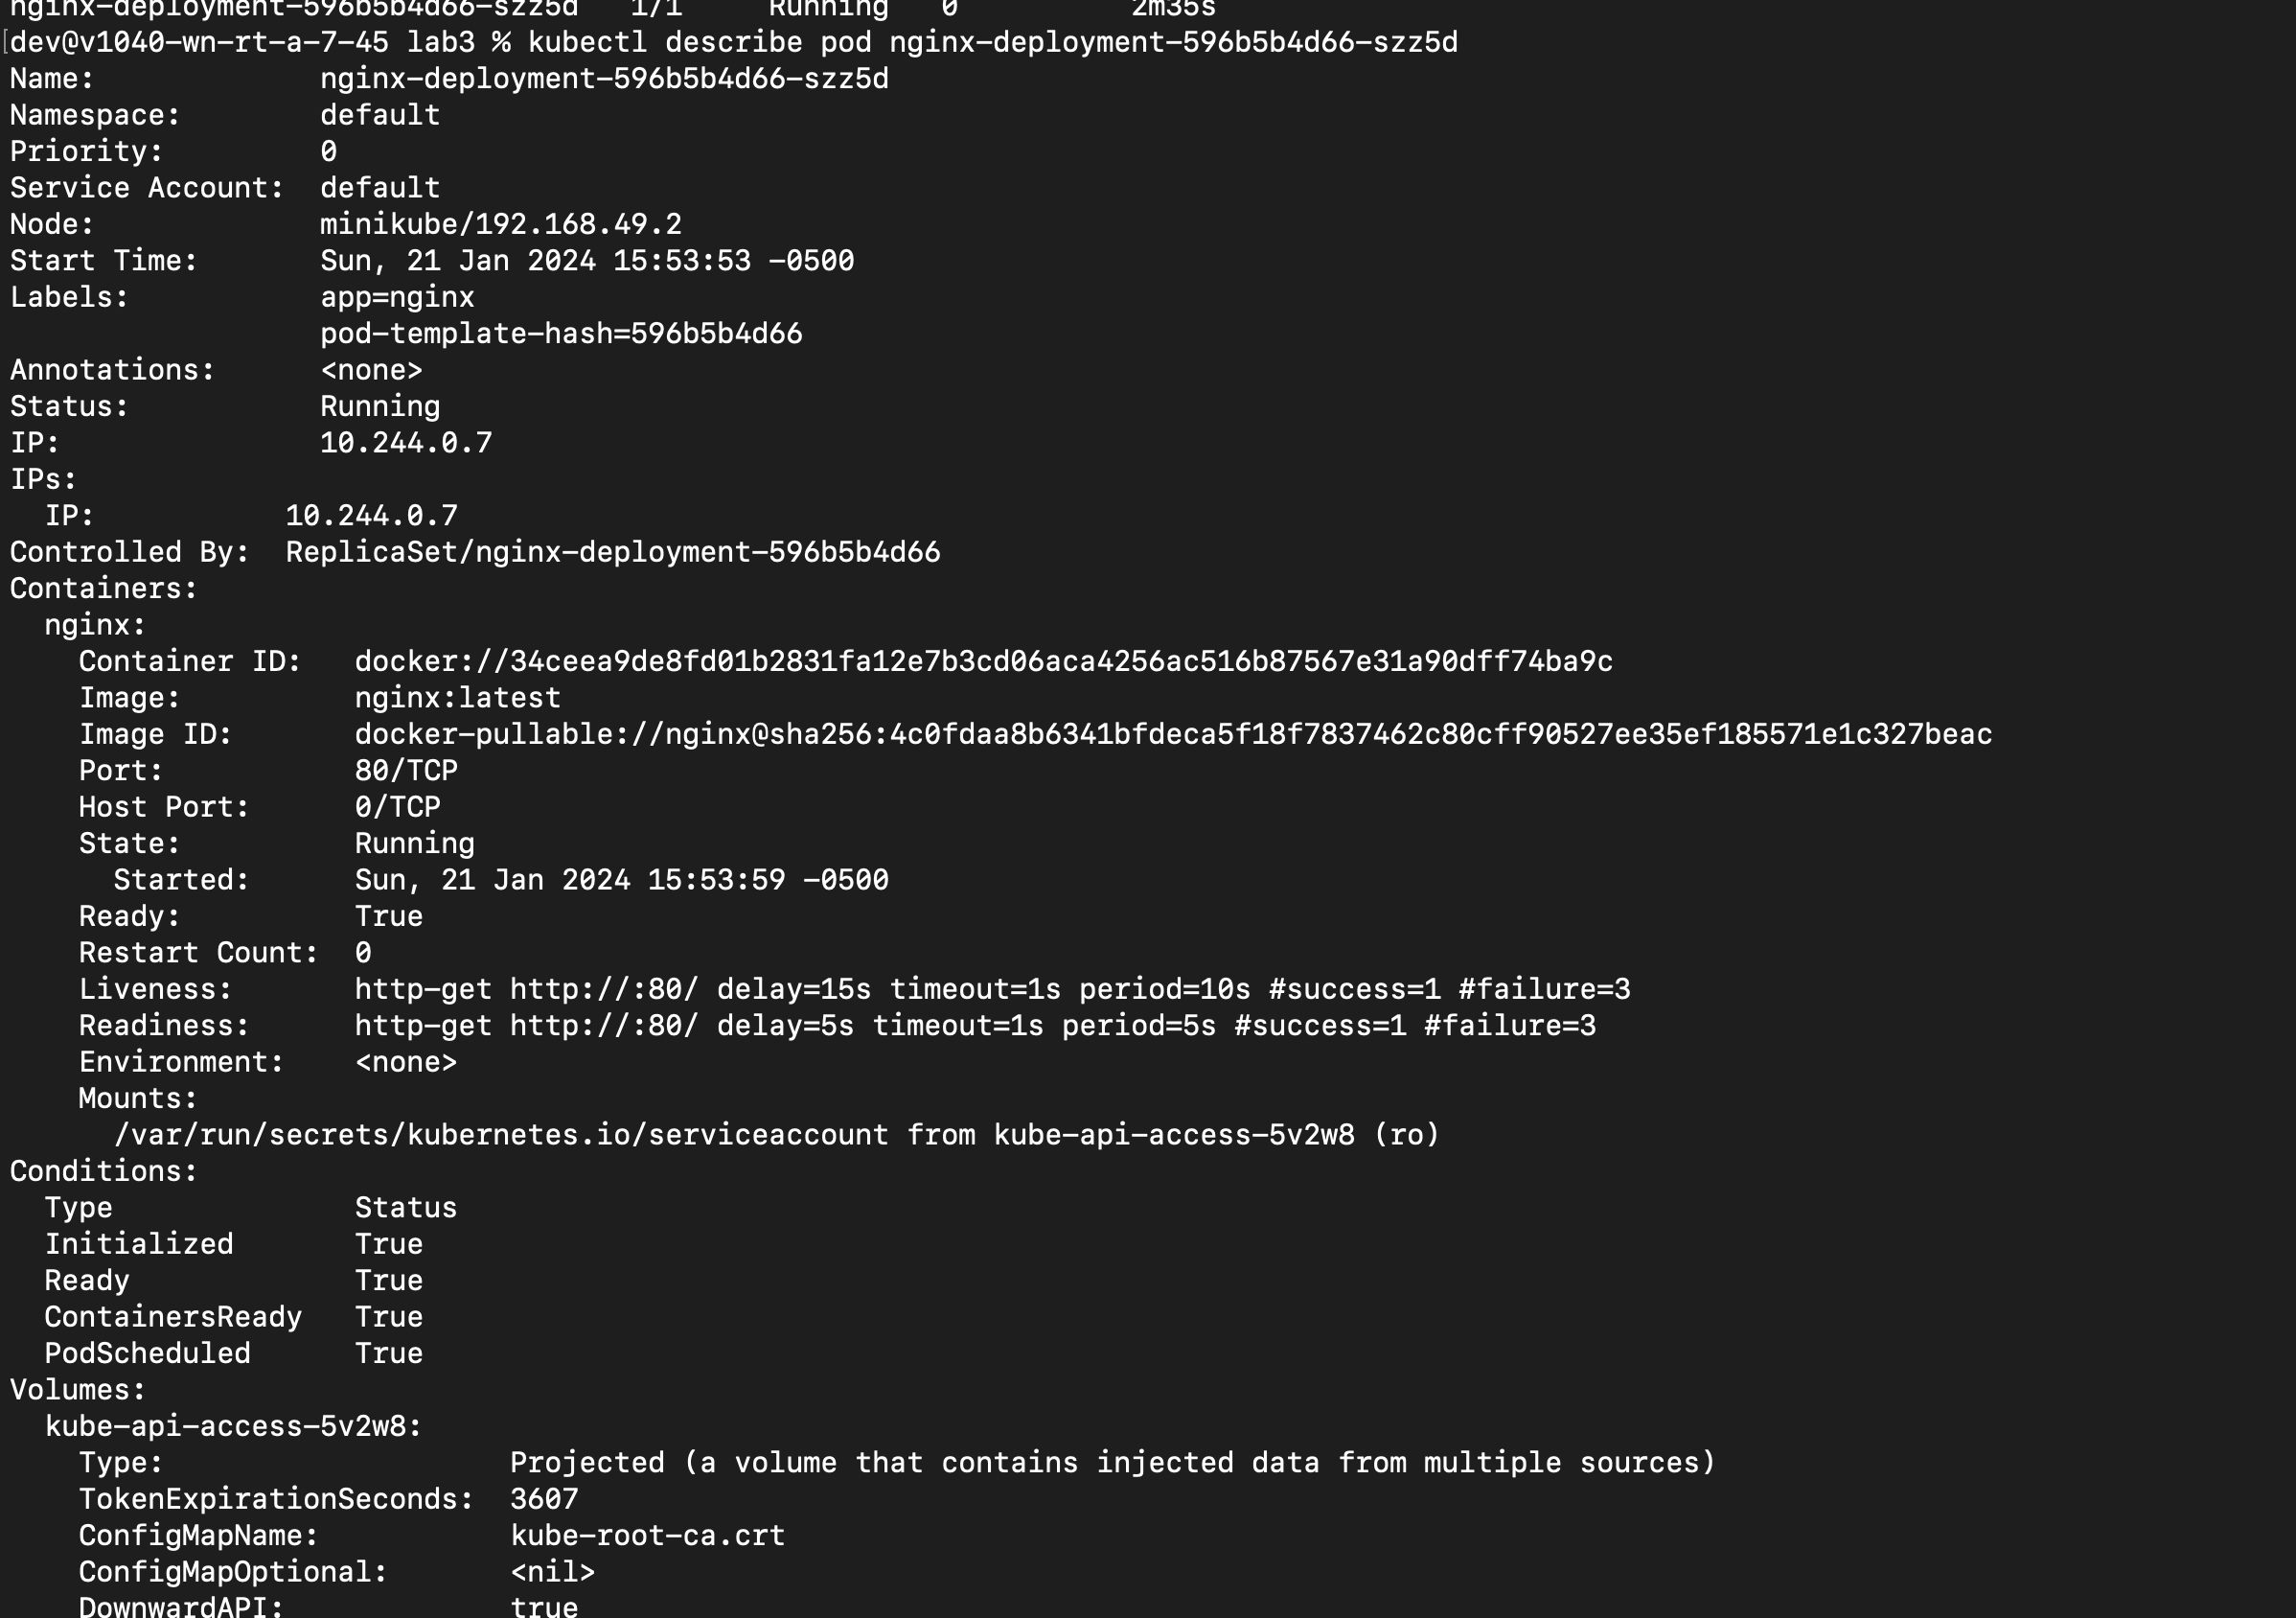 nginx-deployment-596b5b4d66-szz5d   1/1     Running   0          2m35s
[dev@v1040-wn-rt-a-7-45 lab3 % kubectl describe pod nginx-deployment-596b5b4d66-szz5d
Name:             nginx-deployment-596b5b4d66-szz5d
Namespace:        default
Priority:         0
Service Account:  default
Node:             minikube/192.168.49.2
Start Time:       Sun, 21 Jan 2024 15:53:53 -0500
Labels:           app=nginx
                  pod-template-hash=596b5b4d66
Annotations:      <none>
Status:           Running
IP:               10.244.0.7
IPs:
  IP:           10.244.0.7
Controlled By:  ReplicaSet/nginx-deployment-596b5b4d66
Containers:
  nginx:
    Container ID:   docker://34ceea9de8fd01b2831fa12e7b3cd06aca4256ac516b87567e31a90dff74ba9c
    Image:          nginx:latest
    Image ID:       docker-pullable://nginx@sha256:4c0fdaa8b6341bfdeca5f18f7837462c80cff90527ee35ef185571e1c327beac
    Port:           80/TCP
    Host Port:      0/TCP
    State:          Running
      Started:      Sun, 21 Jan 2024 15:53:59 -0500
    Ready:          True
    Restart Count:  0
    Liveness:       http-get http://:80/ delay=15s timeout=1s period=10s #success=1 #failure=3
    Readiness:      http-get http://:80/ delay=5s timeout=1s period=5s #success=1 #failure=3
    Environment:    <none>
    Mounts:
      /var/run/secrets/kubernetes.io/serviceaccount from kube-api-access-5v2w8 (ro)
Conditions:
  Type              Status
  Initialized       True
  Ready             True
  ContainersReady   True
  PodScheduled      True
Volumes:
  kube-api-access-5v2w8:
    Type:                    Projected (a volume that contains injected data from multiple sources)
    TokenExpirationSeconds:  3607
    ConfigMapName:           kube-root-ca.crt
    ConfigMapOptional:       <nil>
    DownwardAPI:             true